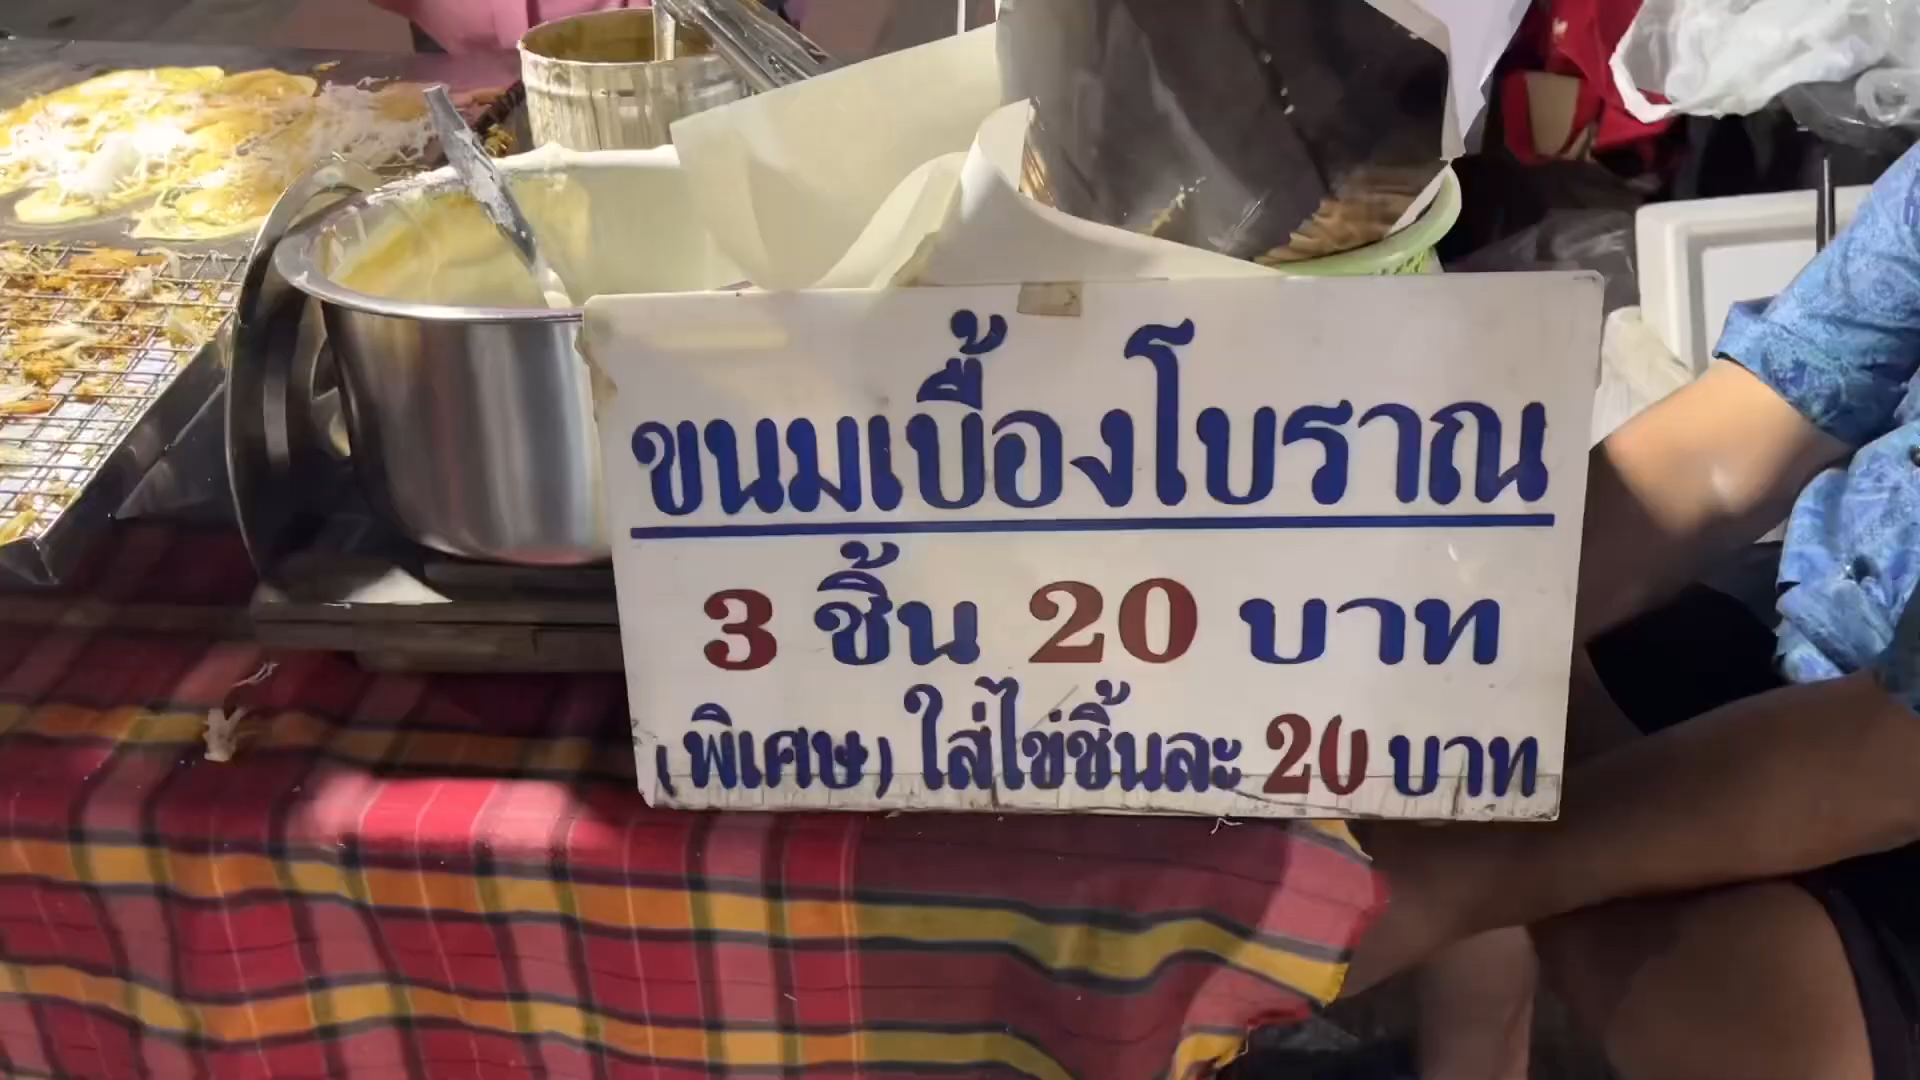 ขนมเบื้องโบราณ
3 ชิ้น 20 บาท
(พิเศษ) ใส่ไข่ชิ้นละ 20 บาท